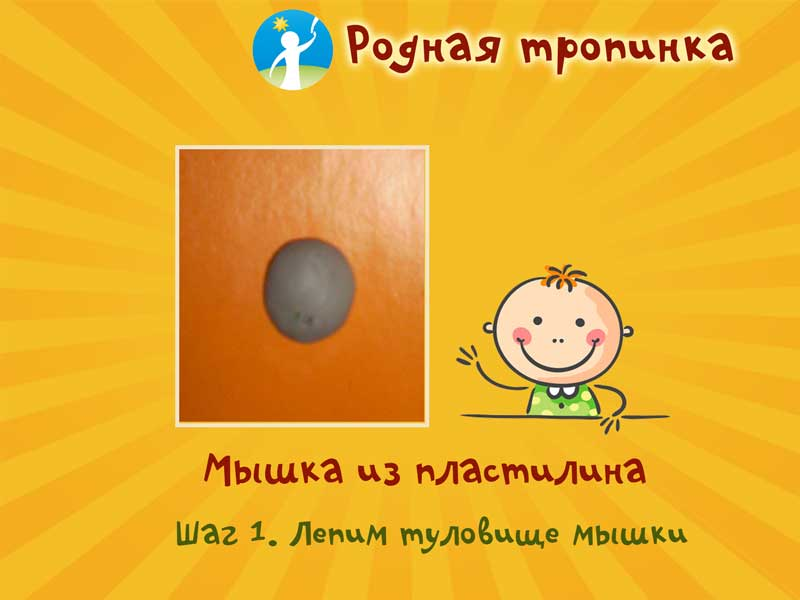 Родная тропинка
Мышка из пластилина
Шаг 1. Лепим туловище мышки